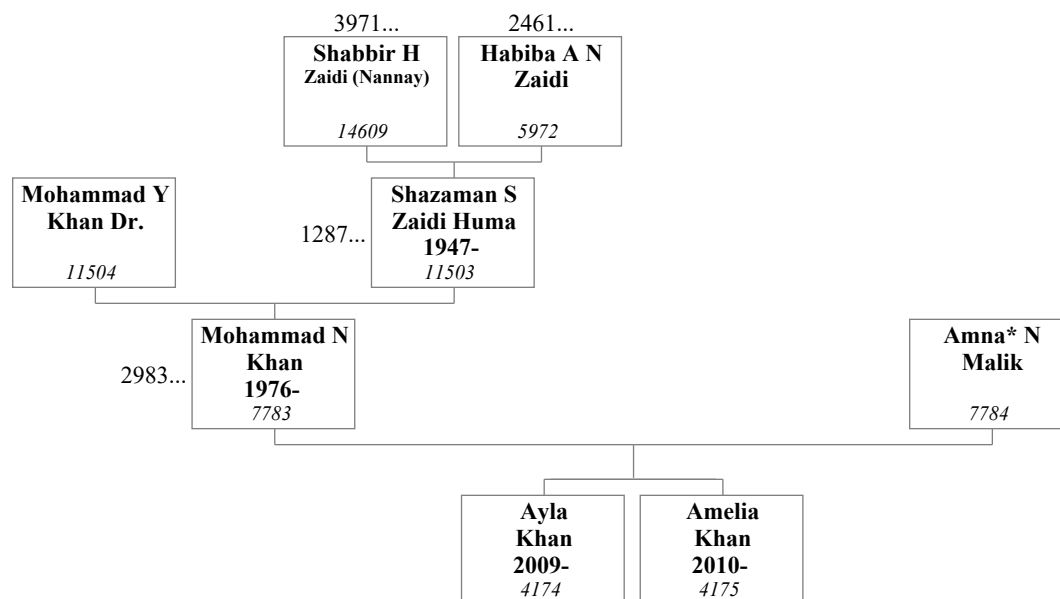 3971...
2461...
Shabbir H
Zaidi (Nannay)
14609
Habiba A N
Zaidi
5972
Mohammad Y
Khan Dr.
11504
1287...
Shazaman S
Zaidi Huma
1947-
11503
2983...
Mohammad N
Khan
1976-
7783
Amna* N
Malik
7784
Ayla
Khan
2009-
4174
Amelia
Khan
2010-
4175